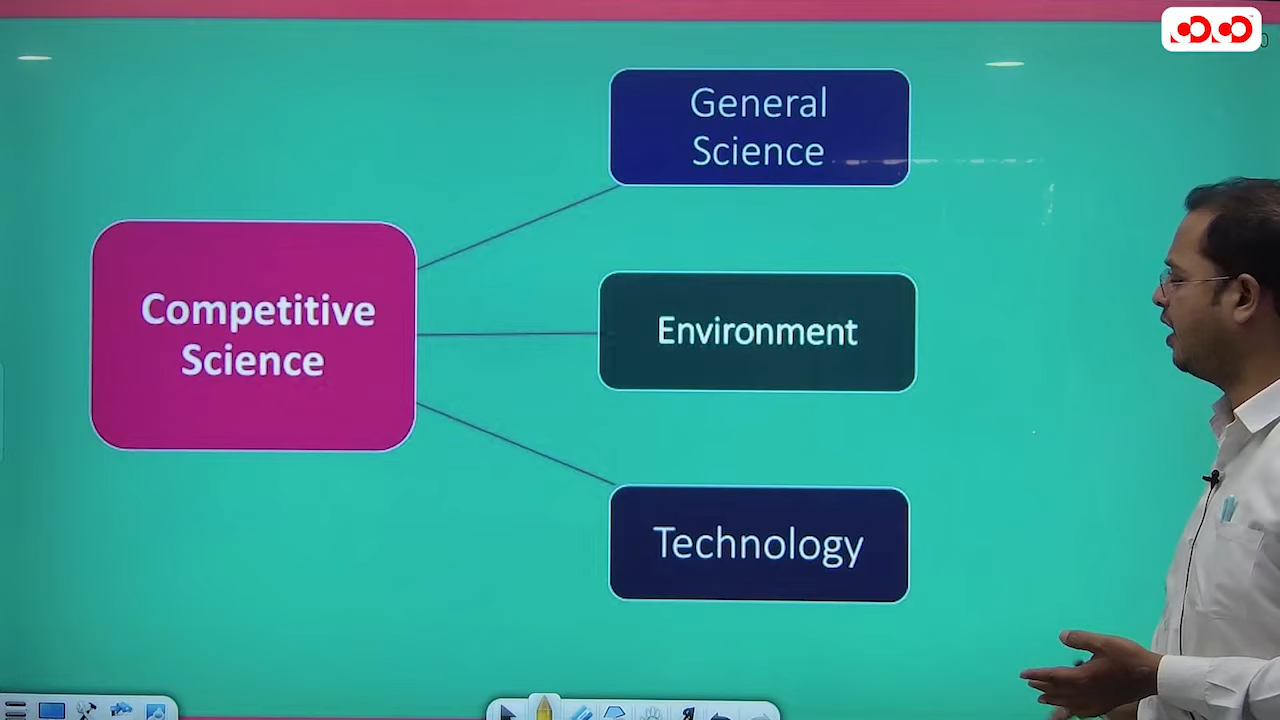 General
Science
Competitive
Science
Environment
Technology